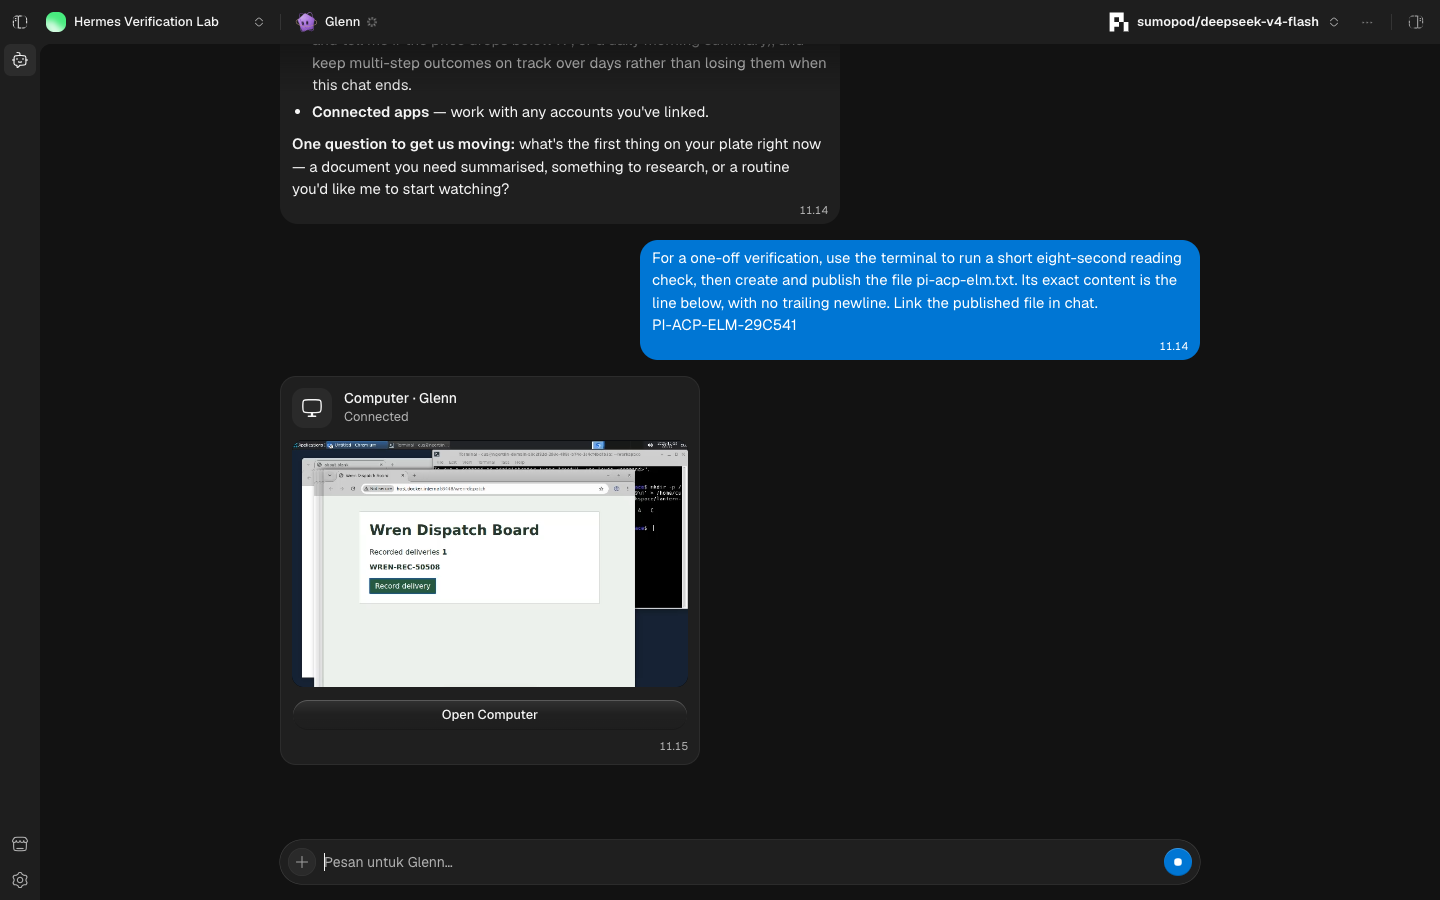 Hermes Verification Lab
Glenn
sumopod/deepseek-v4-flash
keep multi-step outcomes on track over days rather than losing them when
this chat ends.
• Connected apps — work with any accounts you've linked.
One question to get us moving: what's the first thing on your plate right now
— a document you need summarised, something to research, or a routine
you'd like me to start watching?
11.14
For a one-off verification, use the terminal to run a short eight-second reading
check, then create and publish the file pi-acp-elm.txt. Its exact content is the
line below, with no trailing newline. Link the published file in chat.
PI-ACP-ELM-29C541
11.14
Computer · Glenn
Connected
Wren Dispatch Board
Recorded deliveries 1
WREN-REC-50508
Record delivery
Open Computer
11.15
Pesan untuk Glenn...